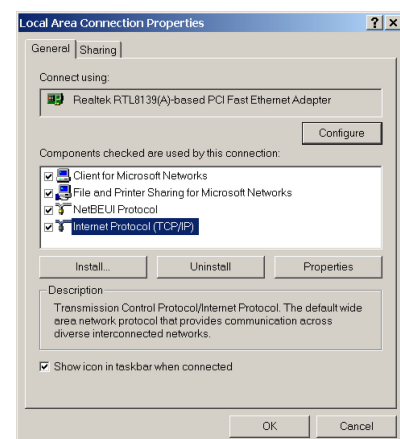 Local Area Connection Properties
General Sharing
Connect using:
Realtek RTL8139(A)-based PCI Fast Ethernet Adapter
Configure
Components checked are used by this connection:
Client for Microsoft Networks
File and Printer Sharing for Microsoft Networks
NetBEUI Protocol
Internet Protocol (TCP/IP)
Install... Uninstall Properties
Description
Transmission Control Protocol/Internet Protocol. The default wide
area network protocol that provides communication across
diverse interconnected networks.
Show icon in taskbar when connected
OK Cancel